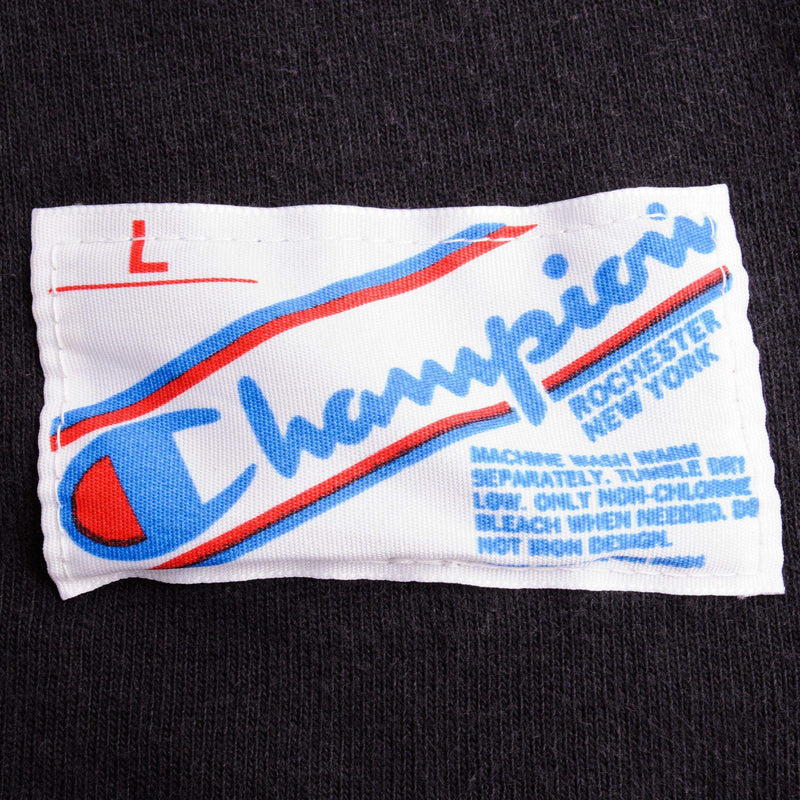 L
Champion
ROCHESTER
NEW YORK
MACHINE WASH WARM
SEPARATELY. TUMBLE DRY
LOW. ONLY NON-CHLORINE
BLEACH WHEN NEEDED. DO
NOT IRON DESIGN.